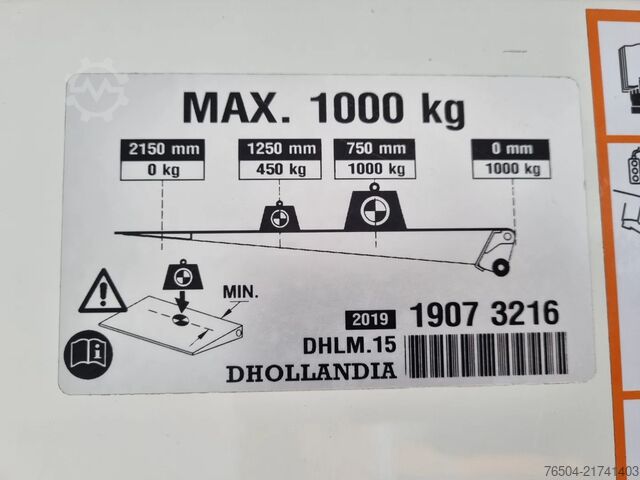 MAX. 1000 kg
2150 mm 1250 mm 750 mm 0 mm
0 kg 450 kg 1000 kg 1000 kg
MIN.
2019 1907 3216
DHLM.15
DHOLLANDIA
76504-21741403